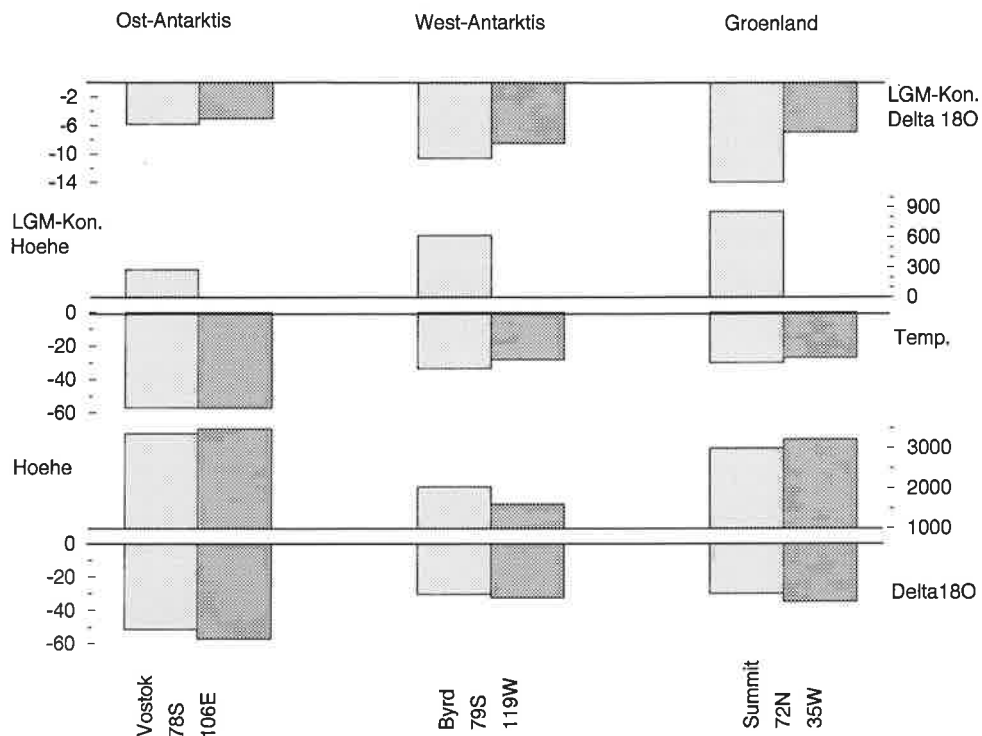 Ost-Antarktis
West-Antarktis
Groenland
-2
-6
-10
-14
LGM-Kon.
Delta 18O
LGM-Kon.
Hoehe
900
600
300
0
0
-20
-40
-60
Temp.
Hoehe
3000
2000
1000
0
-20
-40
-60
Delta18O
Vostok
78S
106E
Byrd
79S
119W
Summit
72N
35W